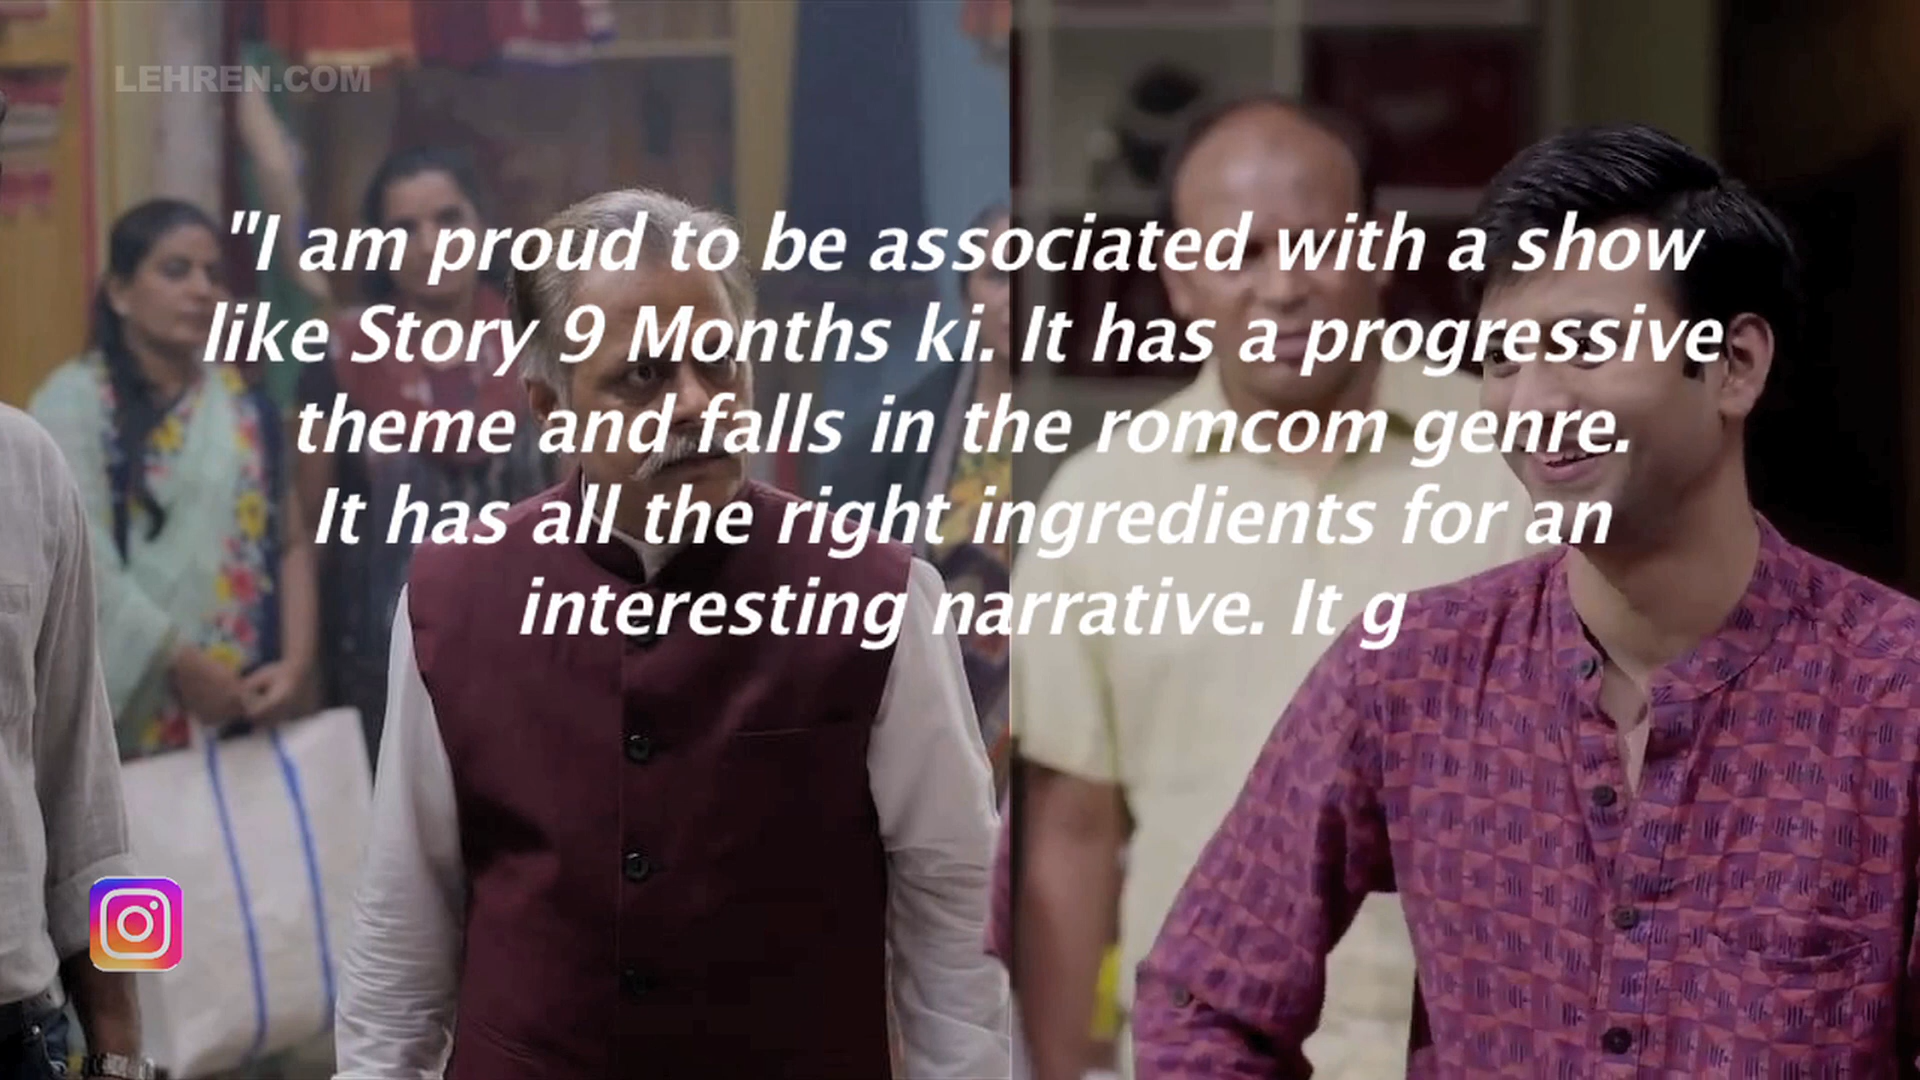 LEHREN.COM
"I am proud to be associated with a show
like Story 9 Months ki. It has a progressive
theme and falls in the romcom genre.
It has all the right ingredients for an
interesting narrative. It g